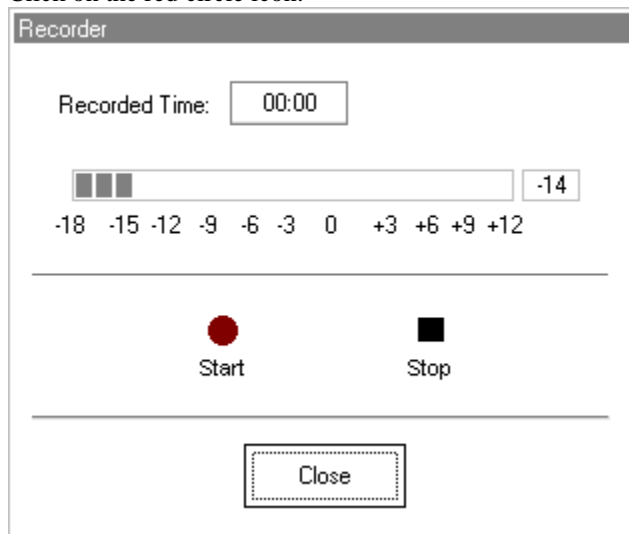 Click on the red circle icon.
Recorder
Recorded Time: 00:00
-14
-18 -15 -12 -9 -6 -3 0 +3 +6 +9 +12
Start Stop
Close